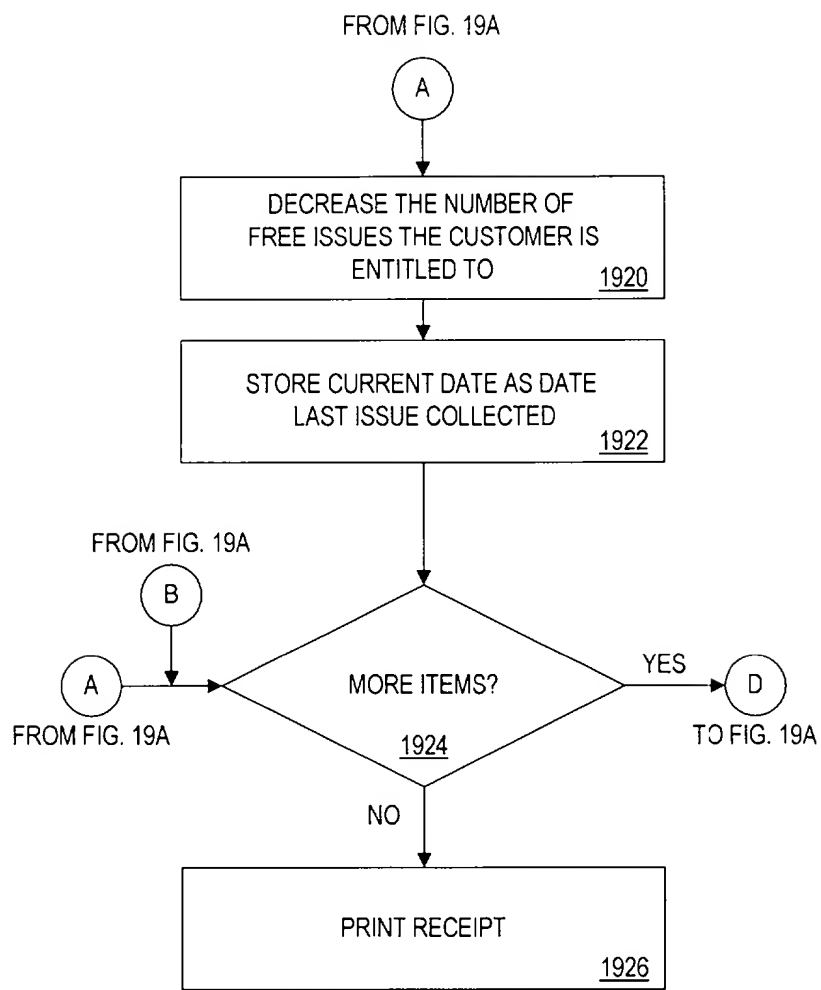 FROM FIG. 19A
A
DECREASE THE NUMBER OF
FREE ISSUES THE CUSTOMER IS
ENTITLED TO
1920
STORE CURRENT DATE AS DATE
LAST ISSUE COLLECTED
1922
FROM FIG. 19A
B
A
FROM FIG. 19A
MORE ITEMS?
1924
YES
D
TO FIG. 19A
NO
PRINT RECEIPT
1926